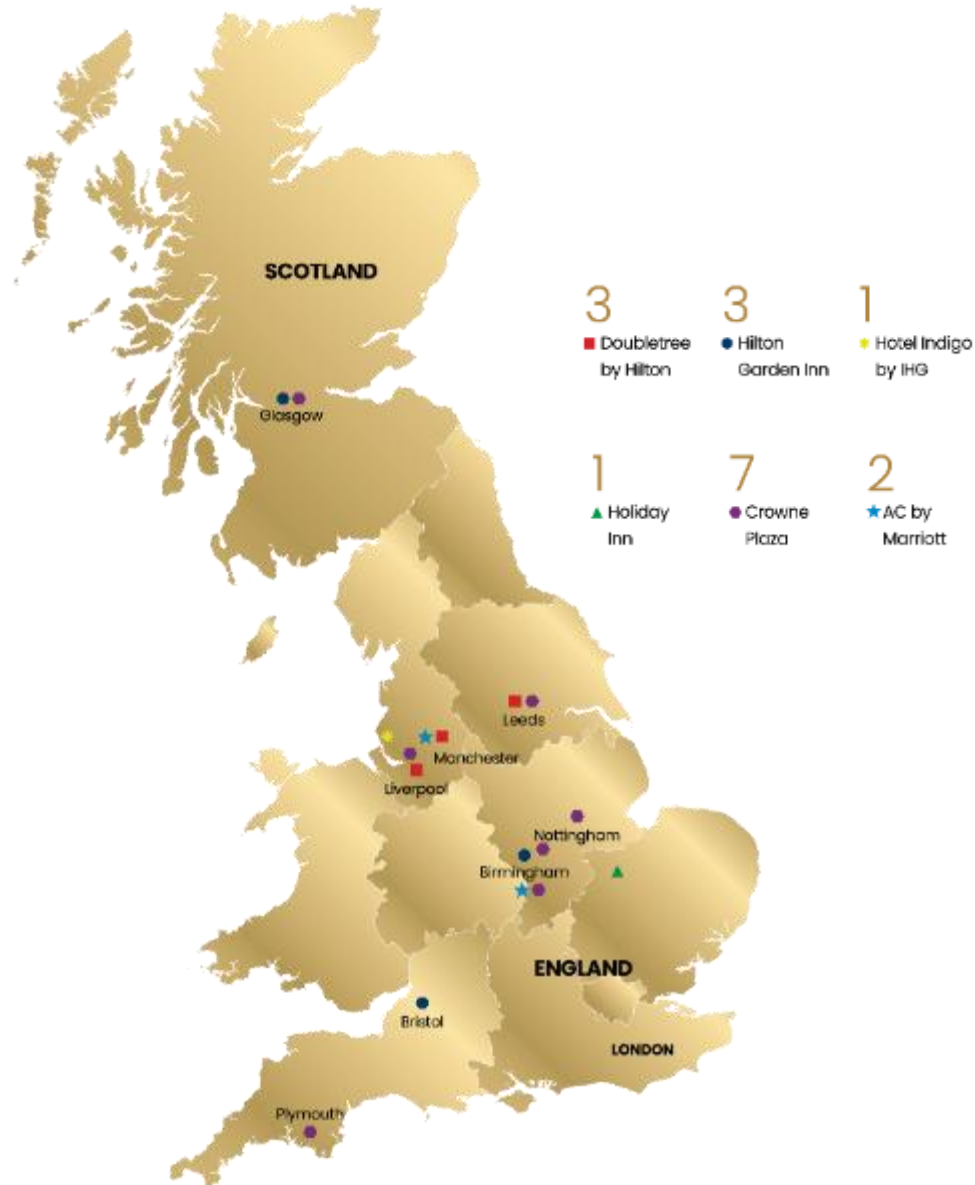 SCOTLAND
3
3
1
Doubletree
by Hilton
Hilton
Garden Inn
Hotel Indigo
by IHG
Glasgow
1
7
2
Holiday
Inn
Crowne
Plaza
AC by
Marriott
Leeds
Manchester
Liverpool
Nottingham
Birmingham
ENGLAND
Bristol
LONDON
Plymouth